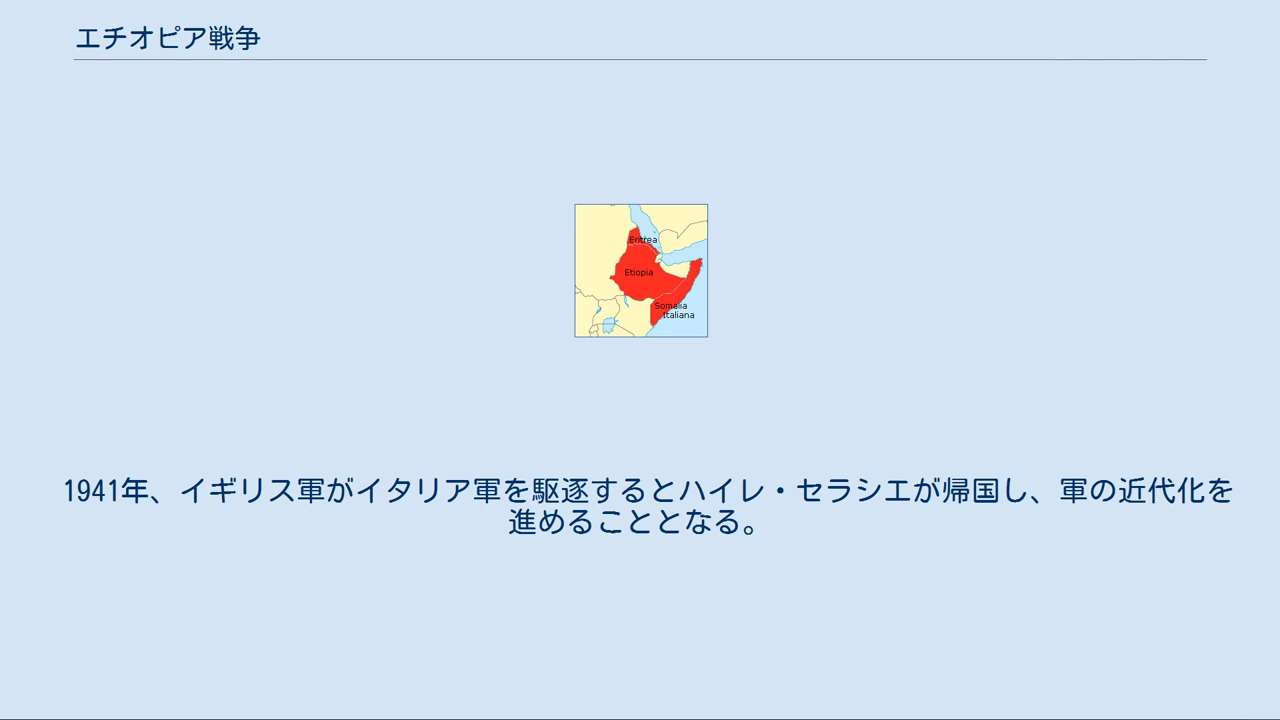 エチオピア戦争
Eritrea
Etiopia
Somalia
Italiana
1941年、イギリス軍がイタリア軍を駆逐するとハイレ・セラシエが帰国し、軍の近代化を
進めることとなる。